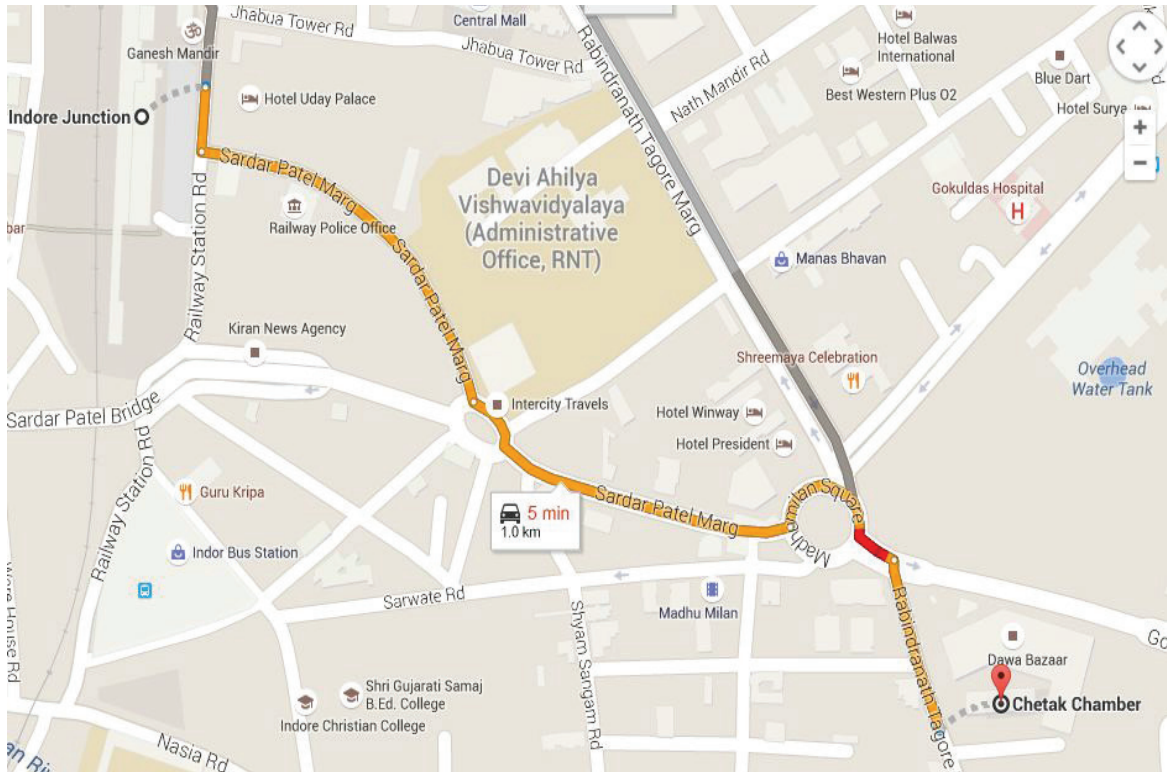 Jhabua Tower Rd
Central Mall
Ganesh Mandir
Jhabua Tower Rd
Rabindranath Tagore Marg
Hotel Balwas
International
Nath Mandir Rd
Best Western Plus O2
Blue Dart
Hotel Surya
+
−
Indore Junction
Hotel Uday Palace
Sardar Patel Marg
Devi Ahilya
Vishwavidyalaya
(Administrative
Office, RNT)
Gokuldas Hospital
H
Railway Police Office
Railway Station Rd
bar
Sardar Patel Marg
Manas Bhavan
Kiran News Agency
Shreemaya Celebration
Overhead
Water Tank
Sardar Patel Bridge
Intercity Travels
Hotel Winway
Hotel President
Railway Station Rd
Guru Kripa
5 min
1.0 km
Sardar Patel Marg
Madhumilan Square
Indor Bus Station
Sarwate Rd
Madhu Milan
Rabindranath Tagore
Shyam Sangam Rd
Dawa Bazaar
Chetak Chamber
Shri Gujarati Samaj
B.Ed. College
Indore Christian College
Nasia Rd
House Rd